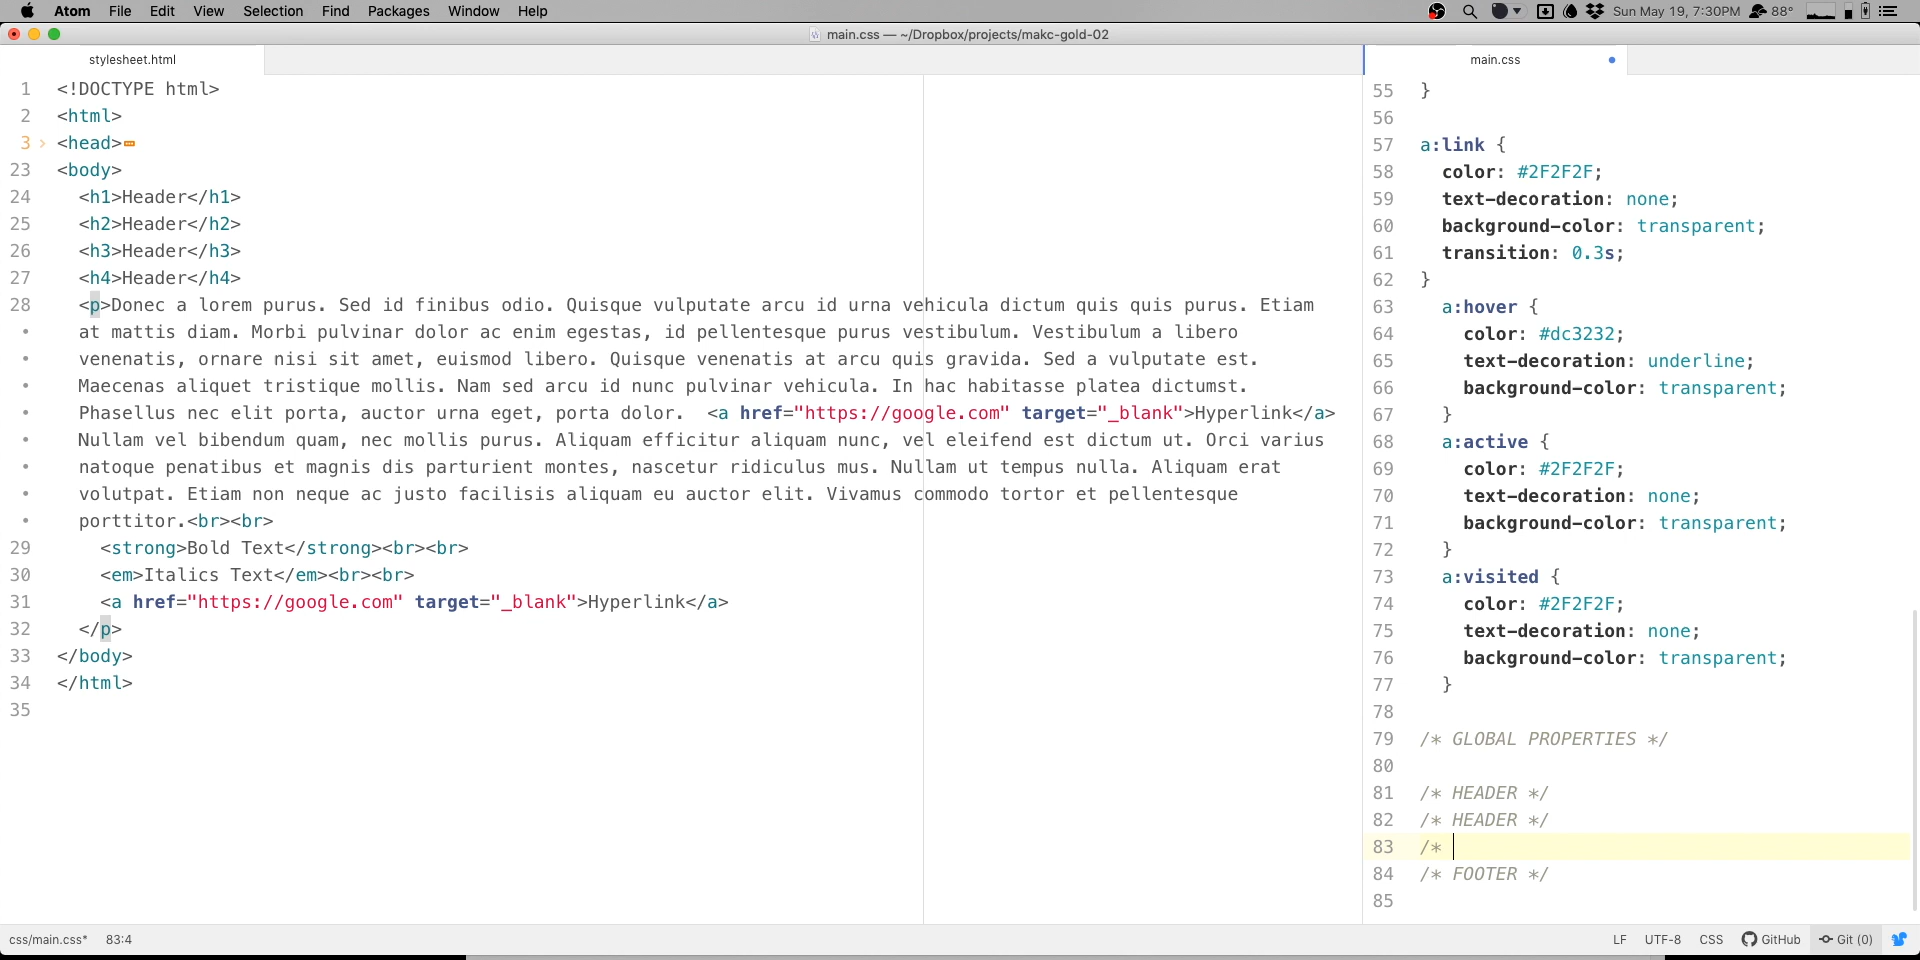 Atom File Edit View Selection Find Packages Window Help Sun May 19, 7:30PM 88°
main.css — ~/Dropbox/projects/makc-gold-02
stylesheet.html
1 <!DOCTYPE html>
2 <html>
3 <head>
23 <body>
24 <h1>Header</h1>
25 <h2>Header</h2>
26 <h3>Header</h3>
27 <h4>Header</h4>
28 <p>Donec a lorem purus. Sed id finibus odio. Quisque vulputate arcu id urna vehicula dictum quis quis purus. Etiam
• at mattis diam. Morbi pulvinar dolor ac enim egestas, id pellentesque purus vestibulum. Vestibulum a libero
• venenatis, ornare nisi sit amet, euismod libero. Quisque venenatis at arcu quis gravida. Sed a vulputate est.
• Maecenas aliquet tristique mollis. Nam sed arcu id nunc pulvinar vehicula. In hac habitasse platea dictumst.
• Phasellus nec elit porta, auctor urna eget, porta dolor.  <a href="https://google.com" target="_blank">Hyperlink</a>
• Nullam vel bibendum quam, nec mollis purus. Aliquam efficitur aliquam nunc, vel eleifend est dictum ut. Orci varius
• natoque penatibus et magnis dis parturient montes, nascetur ridiculus mus. Nullam ut tempus nulla. Aliquam erat
• volutpat. Etiam non neque ac justo facilisis aliquam eu auctor elit. Vivamus commodo tortor et pellentesque
• porttitor.<br><br>
29 <strong>Bold Text</strong><br><br>
30 <em>Italics Text</em><br><br>
31 <a href="https://google.com" target="_blank">Hyperlink</a>
32 </p>
33 </body>
34 </html>
35
main.css
55 }
56
57 a:link {
58 color: #2F2F2F;
59 text-decoration: none;
60 background-color: transparent;
61 transition: 0.3s;
62 }
63 a:hover {
64 color: #dc3232;
65 text-decoration: underline;
66 background-color: transparent;
67 }
68 a:active {
69 color: #2F2F2F;
70 text-decoration: none;
71 background-color: transparent;
72 }
73 a:visited {
74 color: #2F2F2F;
75 text-decoration: none;
76 background-color: transparent;
77 }
78
79 /* GLOBAL PROPERTIES */
80
81 /* HEADER */
82 /* HEADER */
83 /*
84 /* FOOTER */
85
css/main.css* 83:4 LF UTF-8 CSS GitHub Git (0)